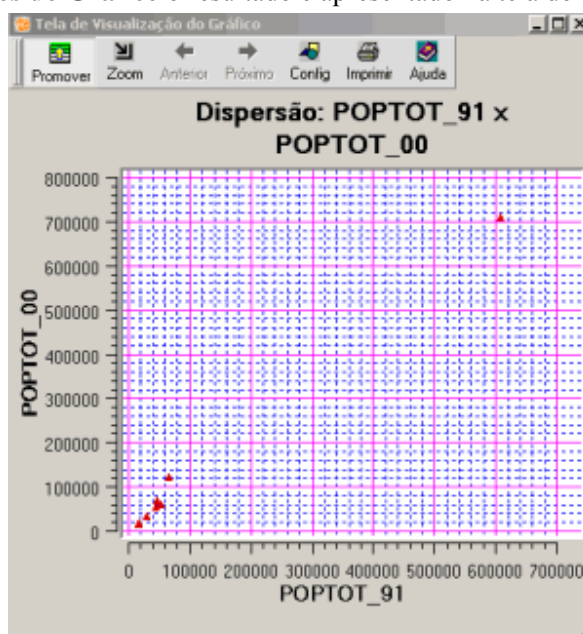 Tela de Visualização do Gráfico
Promover Zoom Anterior Próximo Config Imprimir Ajuda
Dispersão: POPTOT_91 x
POPTOT_00
800000
700000
600000
500000
400000
300000
200000
100000
0
POPTOT_00
0 100000 200000 300000 400000 500000 600000 700000
POPTOT_91